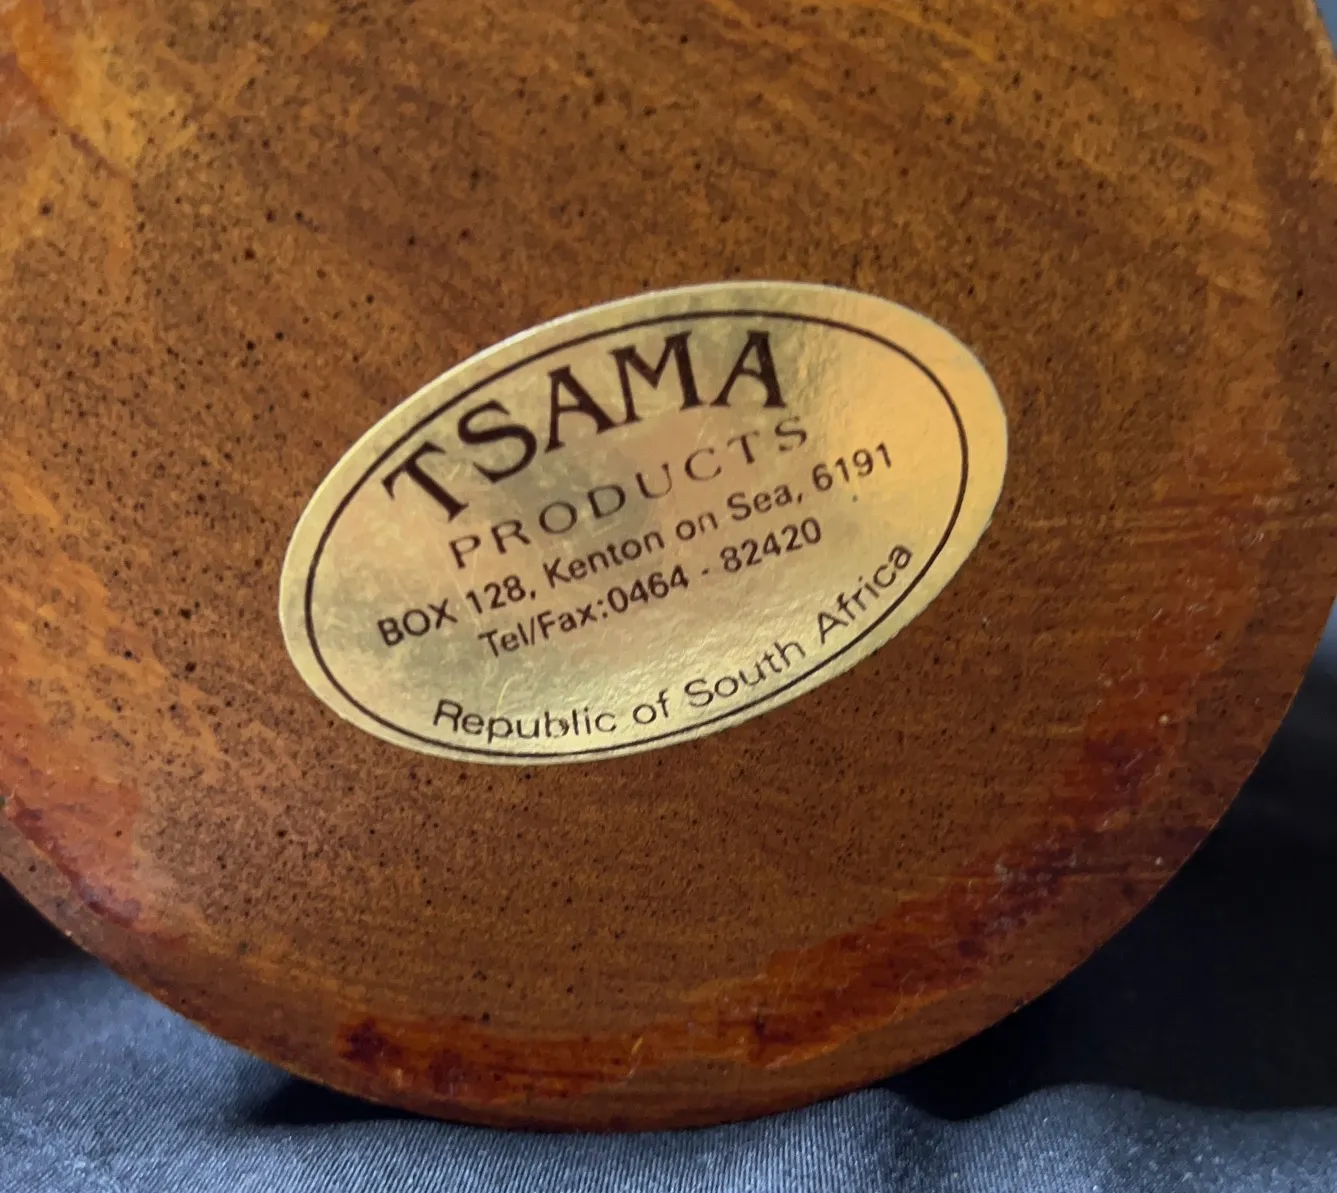 TSAMA
PRODUCTS
BOX 128, Kenton on Sea, 6191
Tel/Fax:0464 - 82420
Republic of South Africa